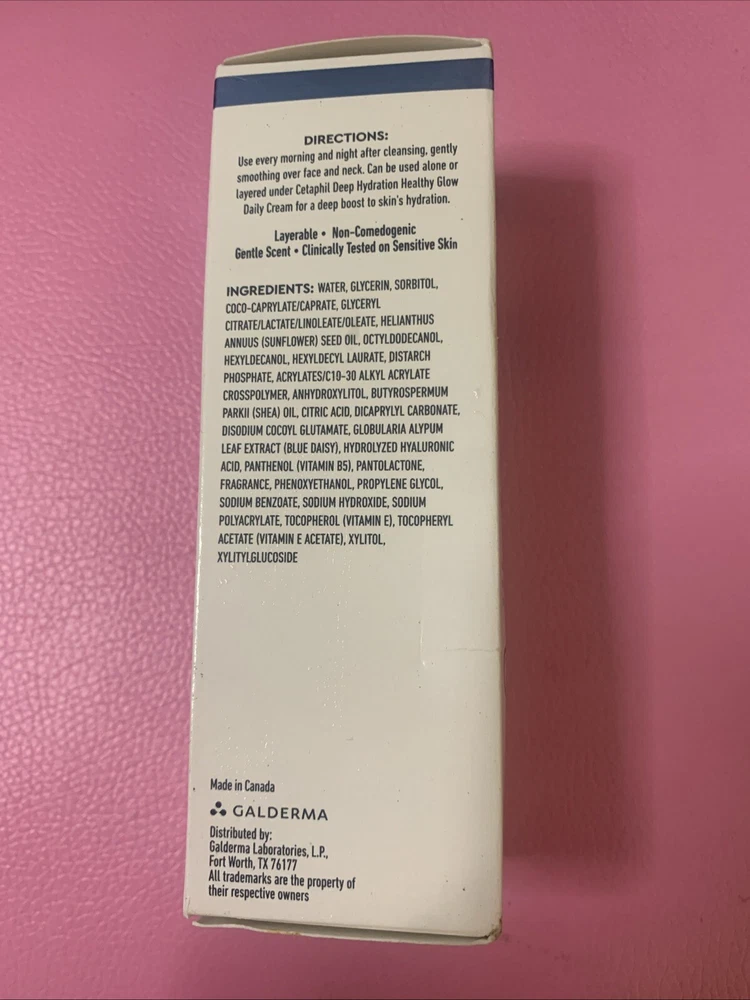 DIRECTIONS:
Use every morning and night after cleansing, gently
smoothing over face and neck. Can be used alone or
layered under Cetaphil Deep Hydration Healthy Glow
Daily Cream for a deep boost to skin's hydration.
Layerable • Non-Comedogenic
Gentle Scent • Clinically Tested on Sensitive Skin
INGREDIENTS: WATER, GLYCERIN, SORBITOL,
COCO-CAPRYLATE/CAPRATE, GLYCERYL
CITRATE/LACTATE/LINOLEATE/OLEATE, HELIANTHUS
ANNUUS (SUNFLOWER) SEED OIL, OCTYLDODECANOL,
HEXYLDECANOL, HEXYLDECYL LAURATE, DISTARCH
PHOSPHATE, ACRYLATES/C10-30 ALKYL ACRYLATE
CROSSPOLYMER, ANHYDROXYLITOL, BUTYROSPERMUM
PARKII (SHEA) OIL, CITRIC ACID, DICAPRYLYL CARBONATE,
DISODIUM COCOYL GLUTAMATE, GLOBULARIA ALYPUM
LEAF EXTRACT (BLUE DAISY), HYDROLYZED HYALURONIC
ACID, PANTHENOL (VITAMIN B5), PANTOLACTONE,
FRAGRANCE, PHENOXYETHANOL, PROPYLENE GLYCOL,
SODIUM BENZOATE, SODIUM HYDROXIDE, SODIUM
POLYACRYLATE, TOCOPHEROL (VITAMIN E), TOCOPHERYL
ACETATE (VITAMIN E ACETATE), XYLITOL,
XYLITYLGLUCOSIDE
Made in Canada
GALDERMA
Distributed by:
Galderma Laboratories, L.P.,
Fort Worth, TX 76177
All trademarks are the property of
their respective owners